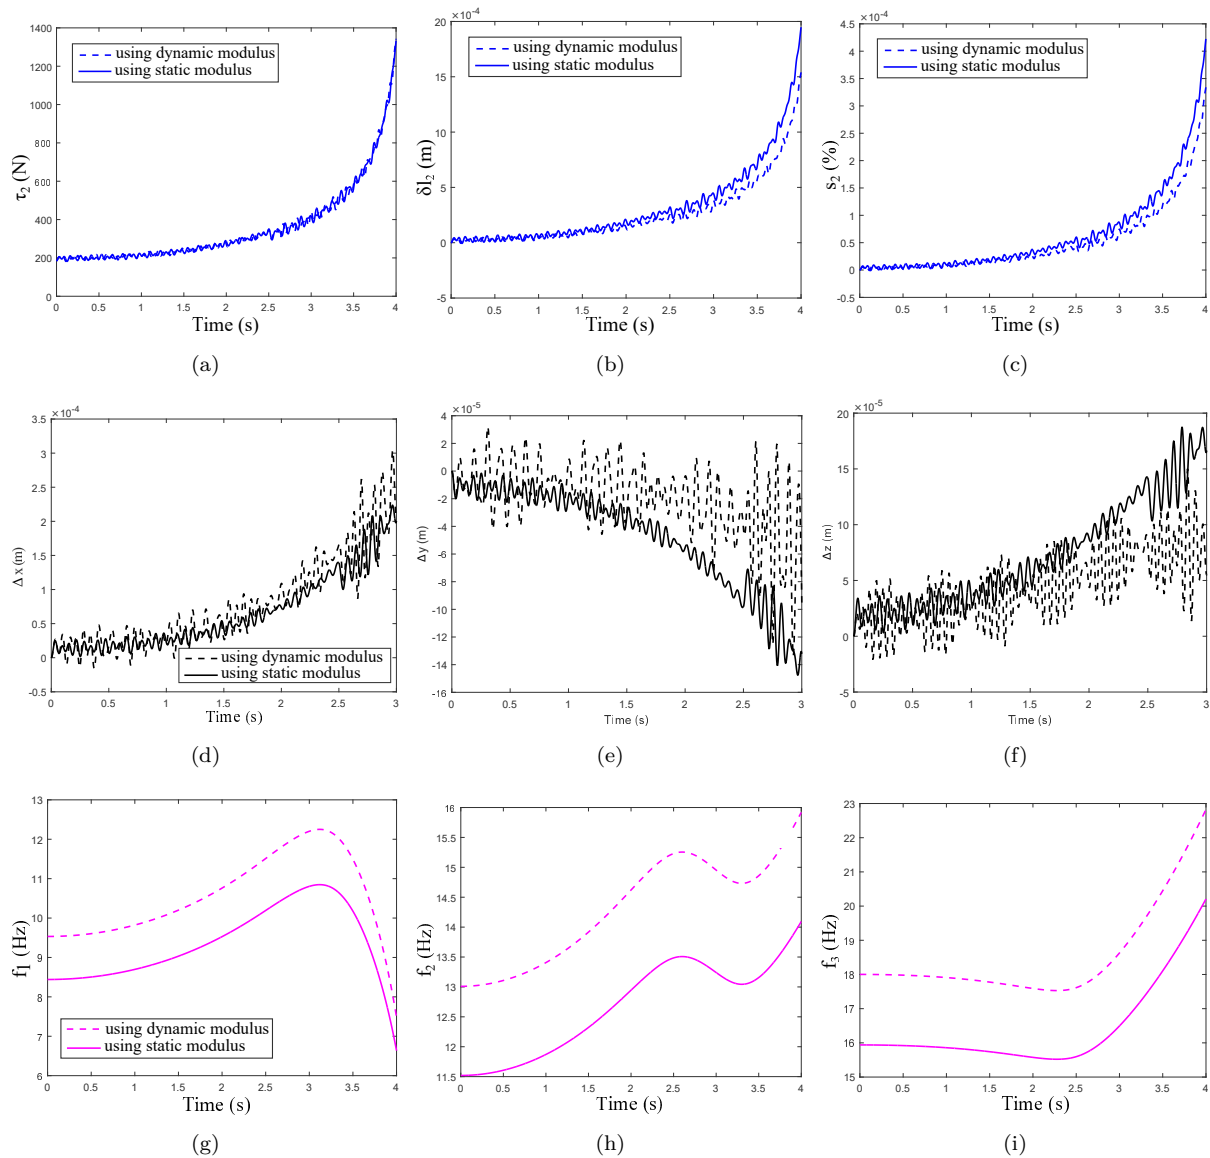 1400
1200
1000
800
600
400
200
0
τ₂ (N)
using dynamic modulus
using static modulus
0 0.5 1 1.5 2 2.5 3 3.5 4
Time (s)
(a)
×10⁻⁴
20
15
10
5
0
-5
δl₂ (m)
using dynamic modulus
using static modulus
0 0.5 1 1.5 2 2.5 3 3.5 4
Time (s)
(b)
×10⁻⁴
4.5
4
3.5
3
2.5
2
1.5
1
0.5
0
-0.5
s₂ (%)
using dynamic modulus
using static modulus
0 0.5 1 1.5 2 2.5 3 3.5 4
Time (s)
(c)
×10⁻⁴
3.5
3
2.5
2
1.5
1
0.5
0
-0.5
Δ x (m)
using dynamic modulus
using static modulus
0 0.5 1 1.5 2 2.5 3
Time (s)
(d)
×10⁻⁵
4
2
0
-2
-4
-6
-8
-10
-12
-14
-16
Δy (m)
0 0.5 1 1.5 2 2.5 3
Time (s)
(e)
×10⁻⁵
20
15
10
5
0
-5
Δz (m)
0 0.5 1 1.5 2 2.5 3
Time (s)
(f)
13
12
11
10
9
8
7
6
f₁ (Hz)
using dynamic modulus
using static modulus
0 0.5 1 1.5 2 2.5 3 3.5 4
Time (s)
(g)
16
15.5
15
14.5
14
13.5
13
12.5
12
11.5
f₂ (Hz)
0 0.5 1 1.5 2 2.5 3 3.5 4
Time (s)
(h)
23
22
21
20
19
18
17
16
15
f₃ (Hz)
0 0.5 1 1.5 2 2.5 3 3.5 4
Time (s)
(i)